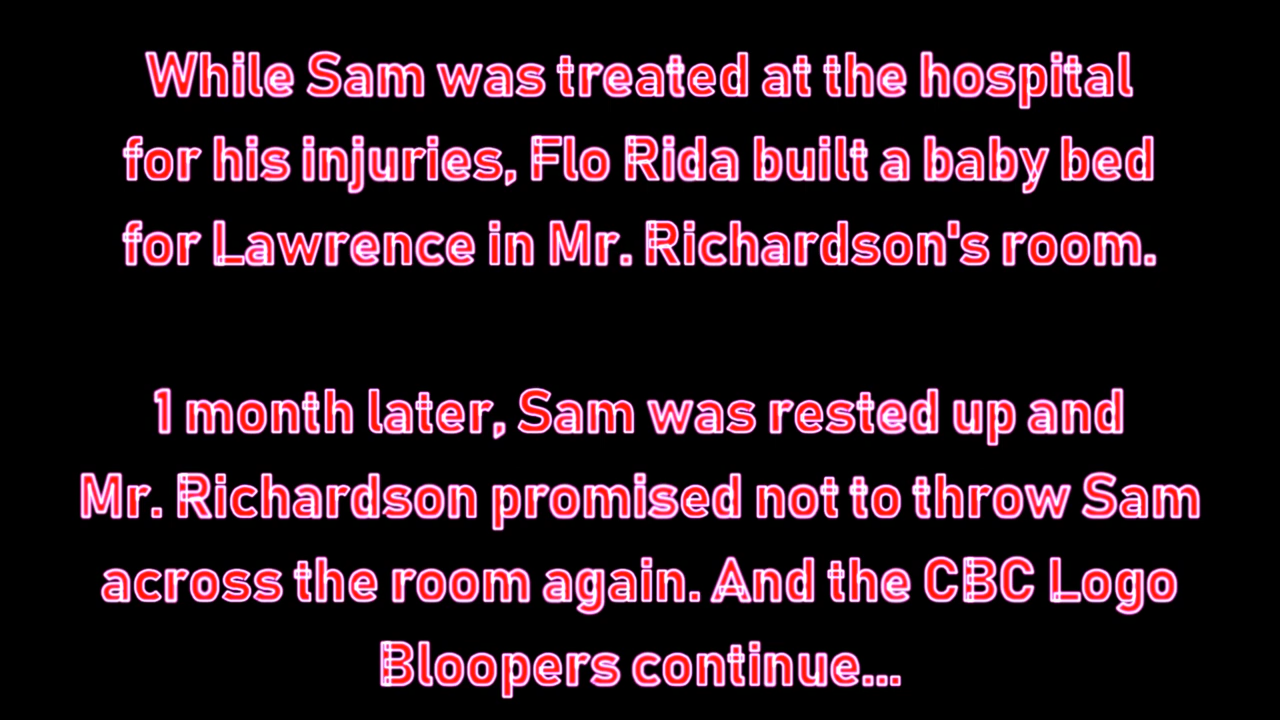 While Sam was treated at the hospital
for his injuries, Flo Rida built a baby bed
for Lawrence in Mr. Richardson's room.
1 month later, Sam was rested up and
Mr. Richardson promised not to throw Sam
across the room again. And the CBC Logo
Bloopers continue...